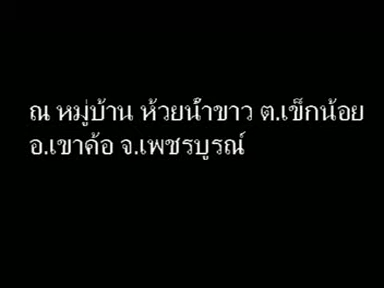 ณ หมู่บ้าน ห้วยน้ำขาว ต.เข็กน้อย
อ.เขาค้อ จ.เพชรบูรณ์